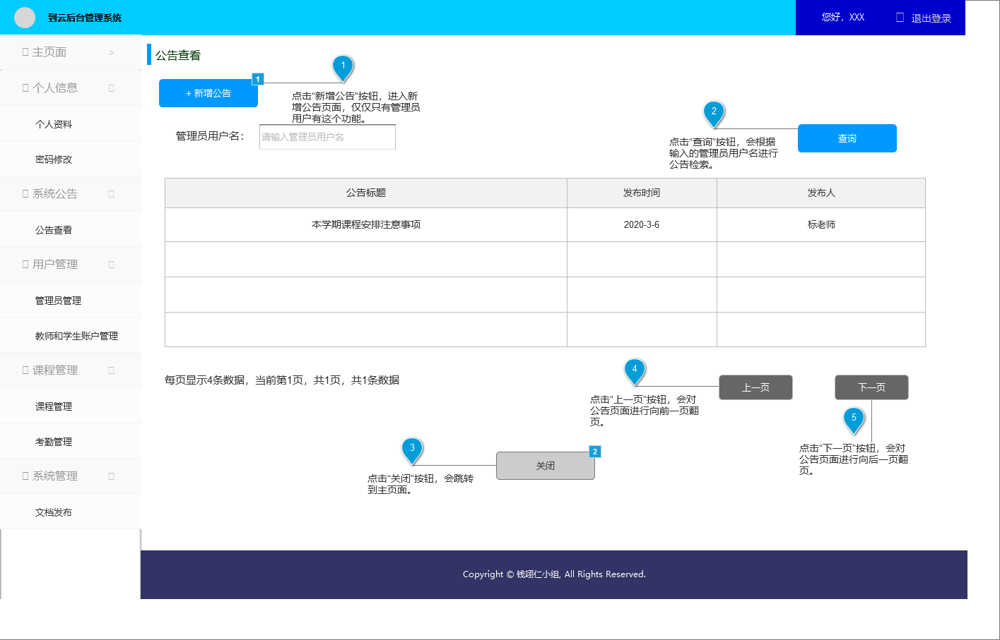 到云后台管理系统
您好，XXX
退出登录
主页面 >
公告查看
1
1
+ 新增公告
点击“新增公告”按钮，进入新
增公告页面，仅仅只有管理员
用户有这个功能。
个人信息
2
个人资料
管理员用户名：
请输入管理员用户名
点击“查询”按钮，会根据
输入的管理员用户名进行
公告检索。
查询
密码修改
系统公告
公告标题 发布时间 发布人
公告查看
本学期课程安排注意事项 2020-3-6 标老师
用户管理
管理员管理
教师和学生账户管理
课程管理
每页显示4条数据，当前第1页，共1页，共1条数据
4
上一页
下一页
点击“上一页”按钮，会对
公告页面进行向前一页翻
页。
课程管理
5
考勤管理
3
2
关闭
点击“下一页”按钮，会对
公告页面进行向后一页翻
页。
系统管理
点击“关闭”按钮，会跳转
到主页面。
文档发布
Copyright © 钱翊仁小组, All Rights Reserved.